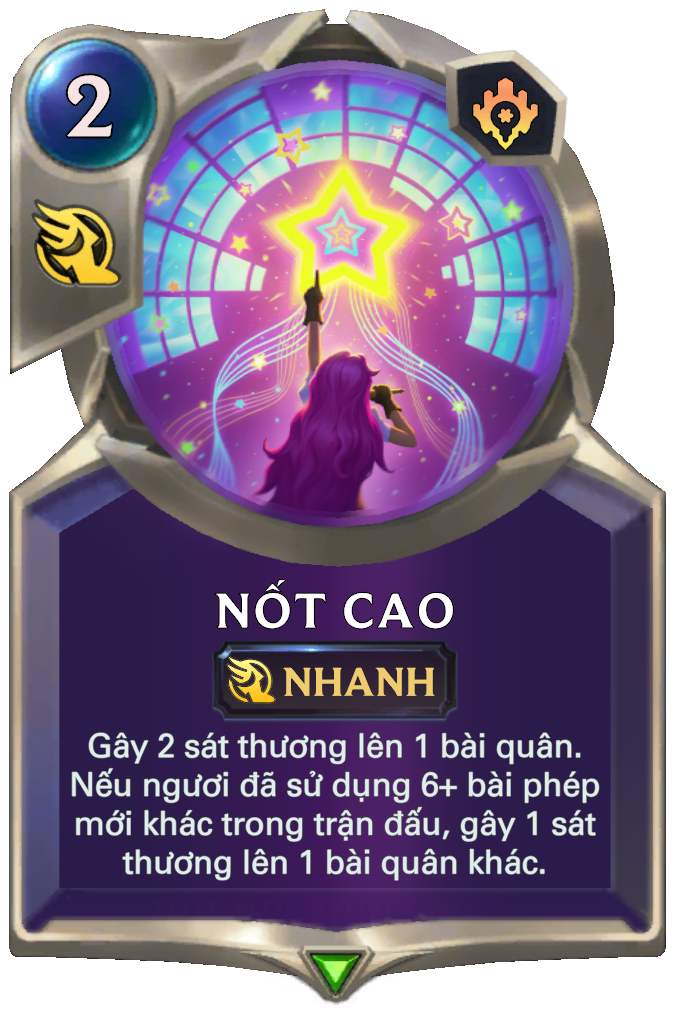 2
NỐT CAO
NHANH
Gây 2 sát thương lên 1 bài quân.
Nếu ngươi đã sử dụng 6+ bài phép
mới khác trong trận đấu, gây 1 sát
thương lên 1 bài quân khác.